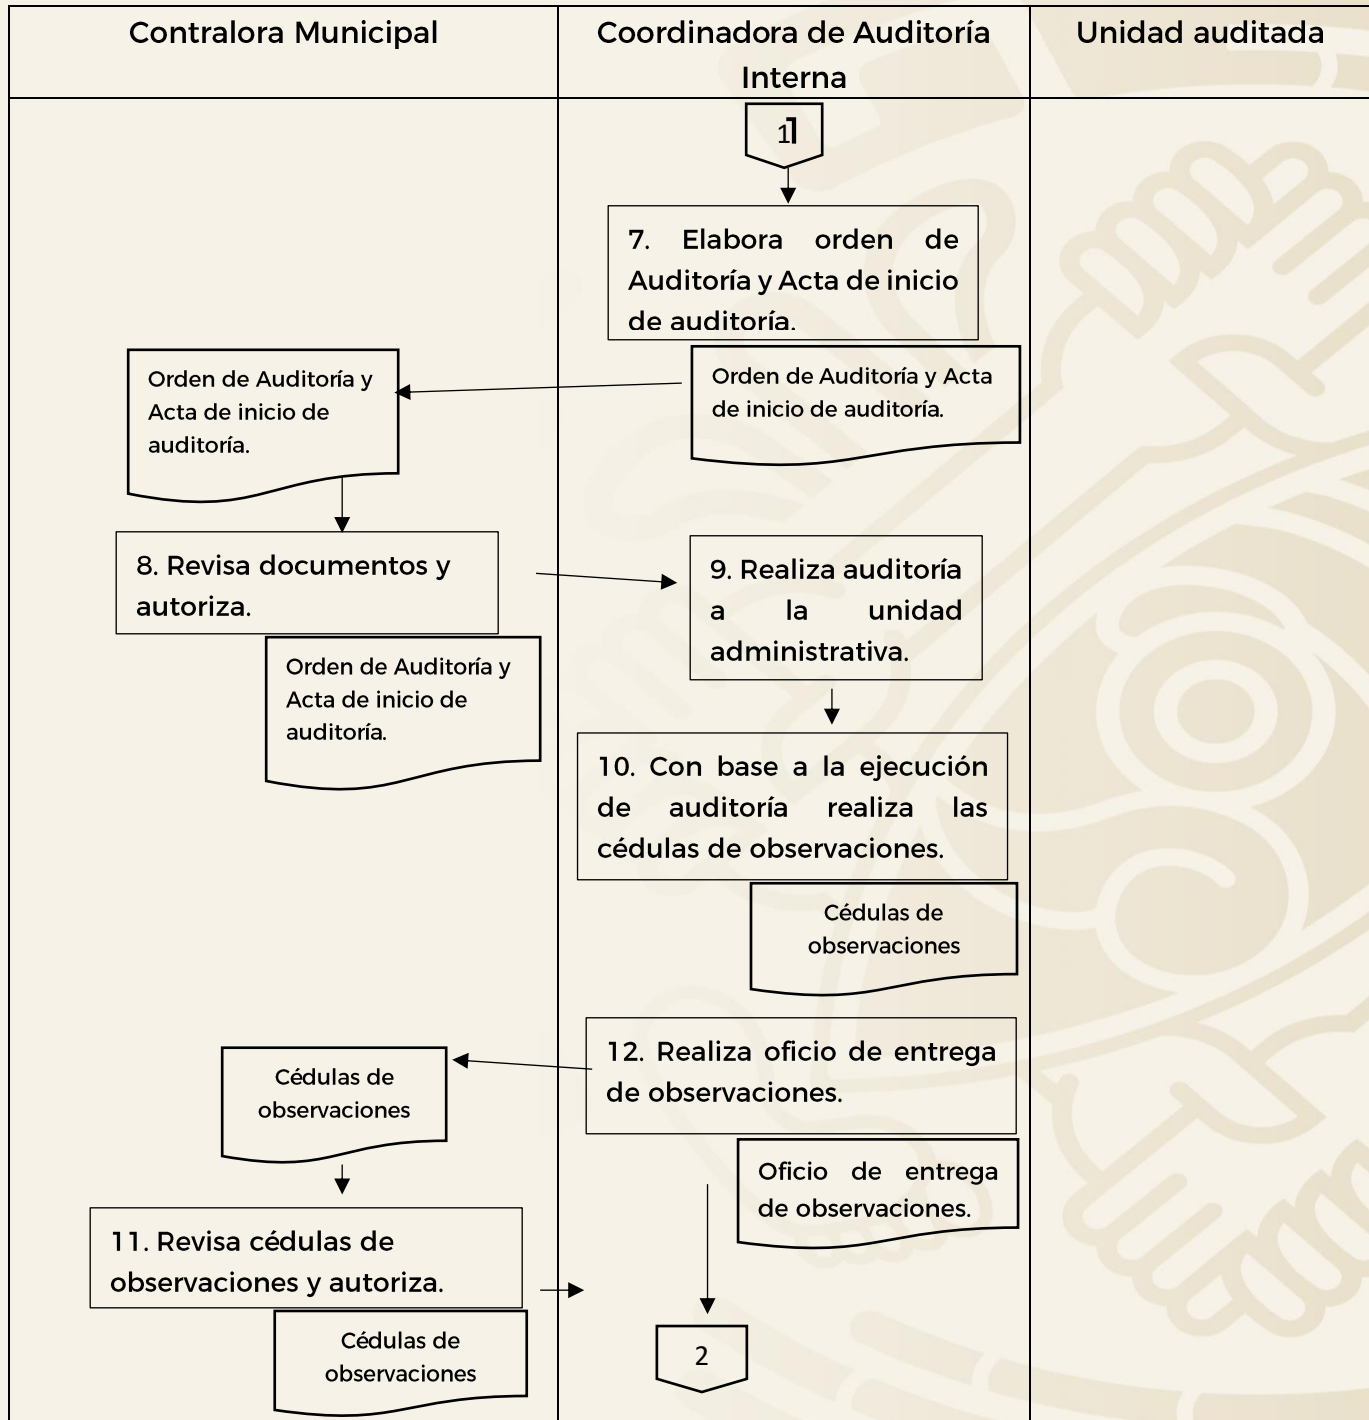 Contralora Municipal
Coordinadora de Auditoría
Interna
Unidad auditada
1
7. Elabora orden de
Auditoría y Acta de inicio
de auditoría.
Orden de Auditoría y Acta
de inicio de auditoría.
Orden de Auditoría y
Acta de inicio de
auditoría.
8. Revisa documentos y
autoriza.
Orden de Auditoría y
Acta de inicio de
auditoría.
9. Realiza auditoría
a la unidad
administrativa.
10. Con base a la ejecución
de auditoría realiza las
cédulas de observaciones.
Cédulas de
observaciones
12. Realiza oficio de entrega
de observaciones.
Cédulas de
observaciones
Oficio de entrega
de observaciones.
11. Revisa cédulas de
observaciones y autoriza.
Cédulas de
observaciones
2